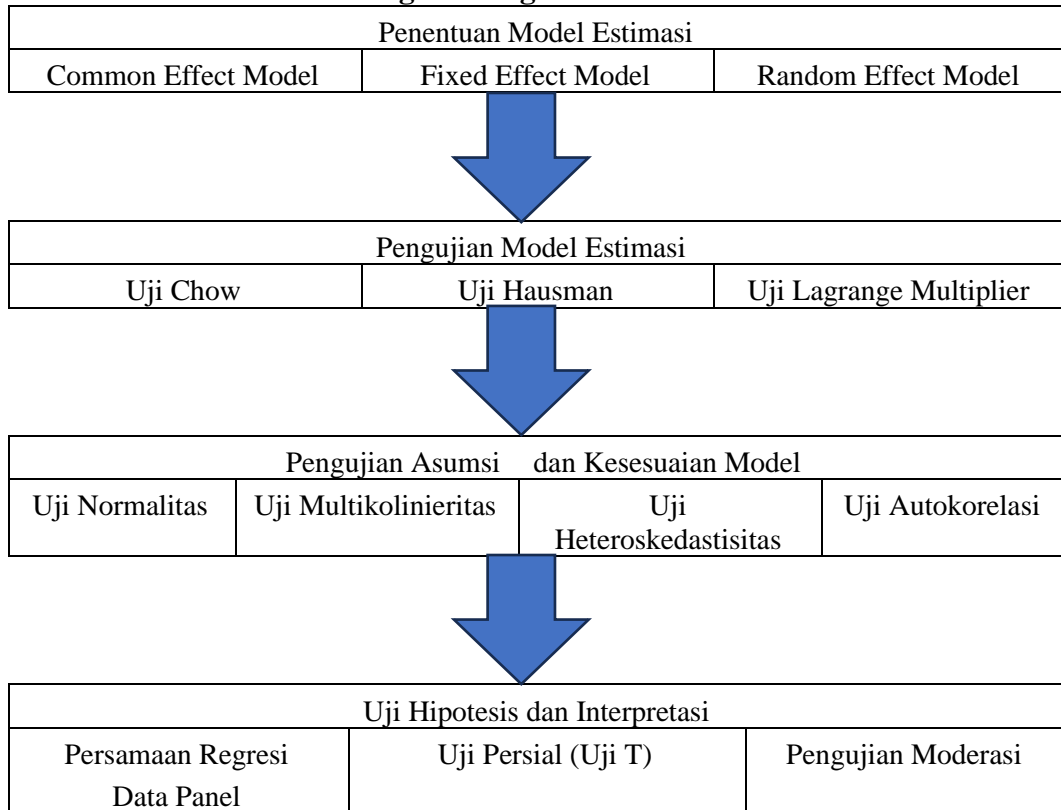 Penentuan Model Estimasi
Common Effect Model Fixed Effect Model Random Effect Model
Pengujian Model Estimasi
Uji Chow Uji Hausman Uji Lagrange Multiplier
Pengujian Asumsi dan Kesesuaian Model
Uji Normalitas Uji Multikolinieritas Uji Heteroskedastisitas Uji Autokorelasi
Uji Hipotesis dan Interpretasi
Persamaan Regresi
Data Panel
Uji Persial (Uji T)
Pengujian Moderasi